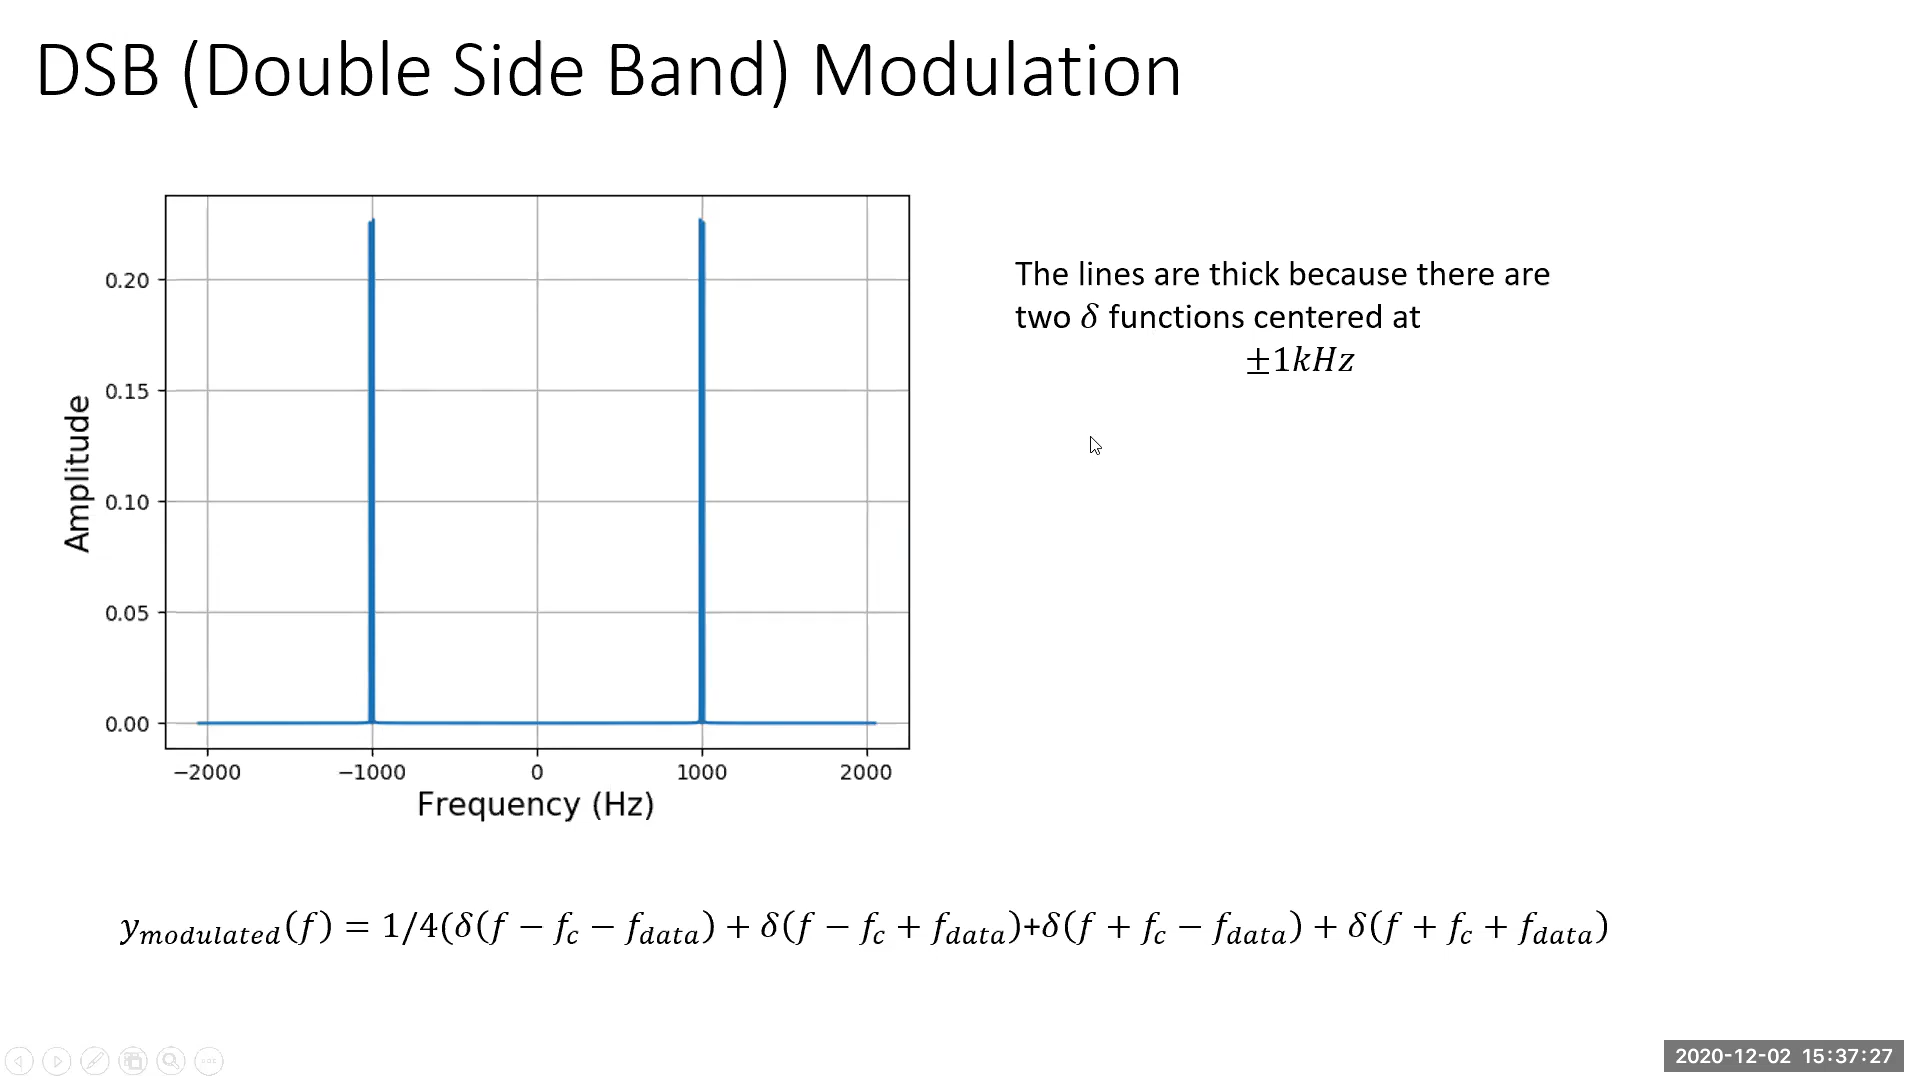 DSB (Double Side Band) Modulation
0.20
0.15
0.10
0.05
0.00
Amplitude
−2000 −1000 0 1000 2000
Frequency (Hz)
The lines are thick because there are
two δ functions centered at
±1kHz
y_modulated(f) = 1/4(δ(f − f_c − f_data) + δ(f − f_c + f_data)+δ(f + f_c − f_data) + δ(f + f_c + f_data)
2020-12-02 15:37:27